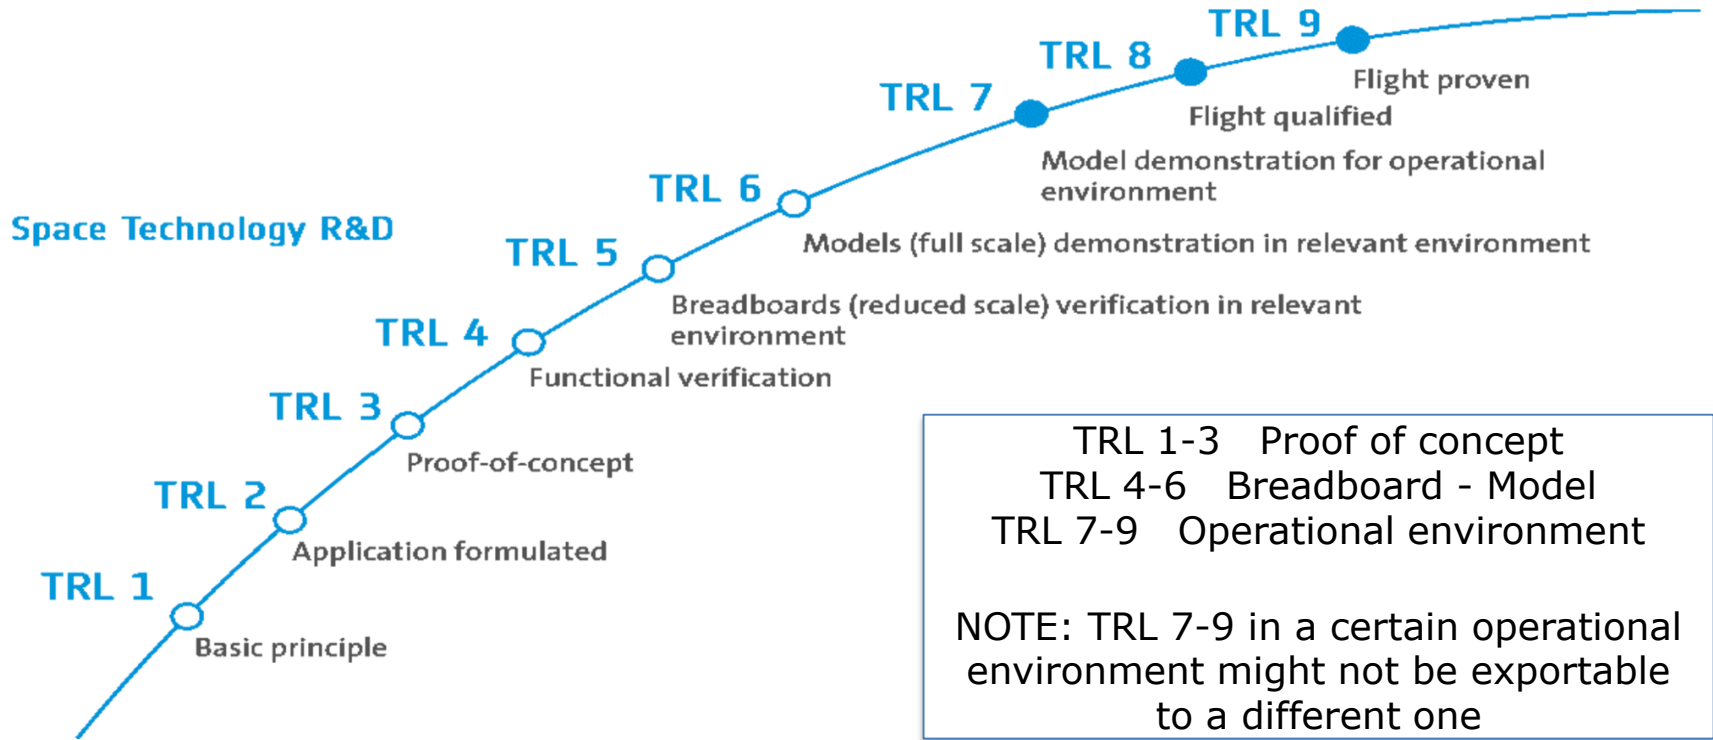 TRL 9
Flight proven
TRL 8
Flight qualified
TRL 7
Model demonstration for operational
environment
TRL 6
Models (full scale) demonstration in relevant environment
Space Technology R&D
TRL 5
Breadboards (reduced scale) verification in relevant
environment
TRL 4
Functional verification
TRL 3
Proof-of-concept
TRL 2
Application formulated
TRL 1
Basic principle
TRL 1-3 Proof of concept
TRL 4-6 Breadboard - Model
TRL 7-9 Operational environment
NOTE: TRL 7-9 in a certain operational
environment might not be exportable
to a different one